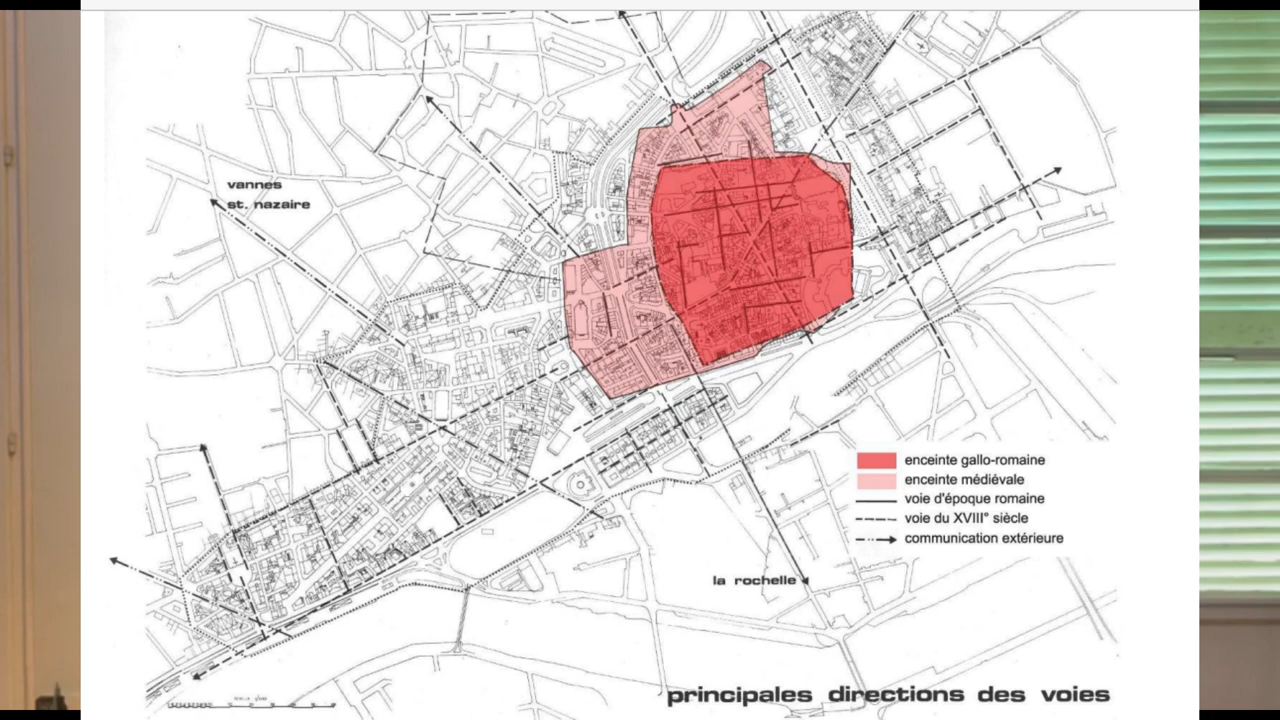 vannes
st. nazaire
enceinte gallo-romaine
enceinte médiévale
voie d'époque romaine
voie du XVIII° siècle
communication extérieure
la rochelle
principales directions des voies